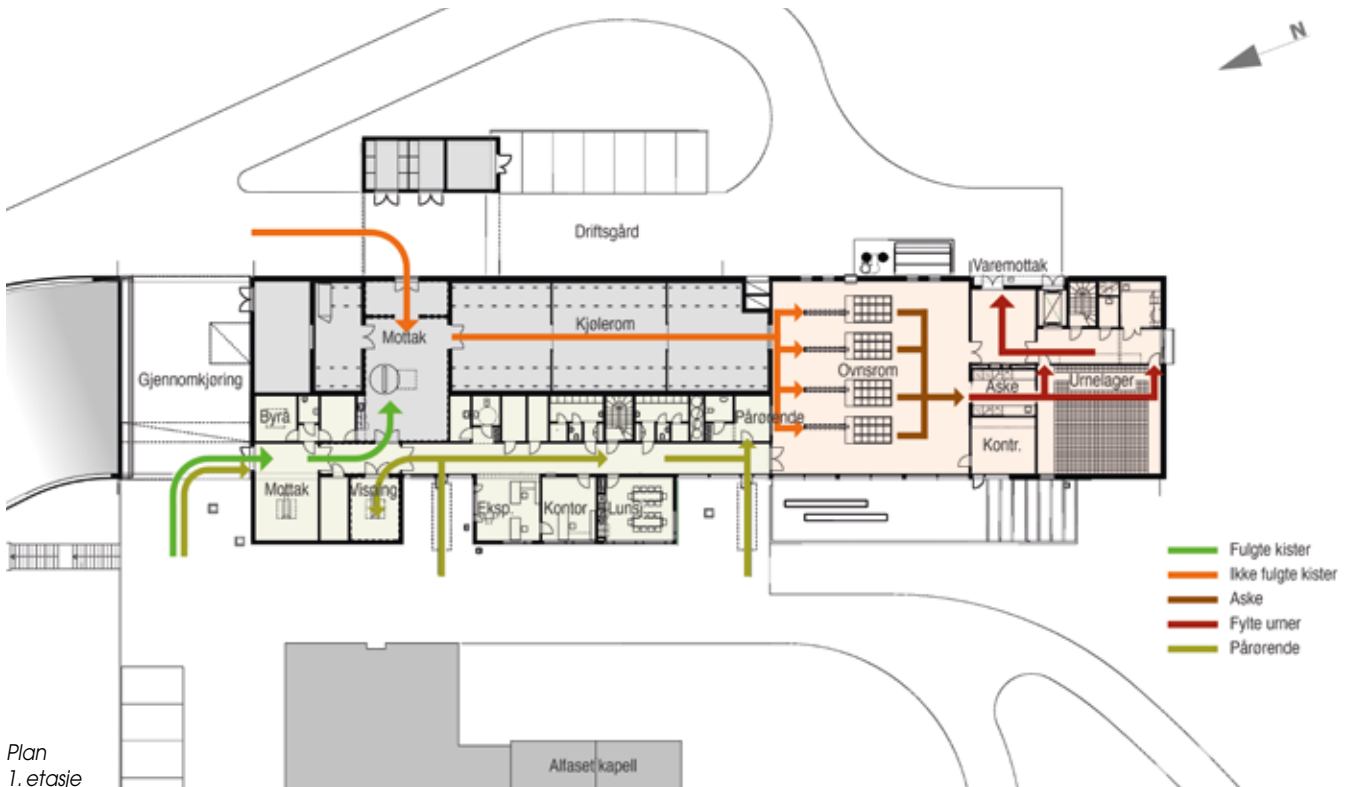 N
Driftsgård
Varemottak
Kjølerom
Mottak
Gjennomkjøring
Ovnsrom
Aske
Urnelager
Byrå
Pårørende
Kontr.
Mottak
Visning
Eksp.
Kontor
Lunsj
Fulgte kister
Ikke fulgte kister
Aske
Fylte urner
Pårørende
Alfaset kapell
Plan
1. etasje